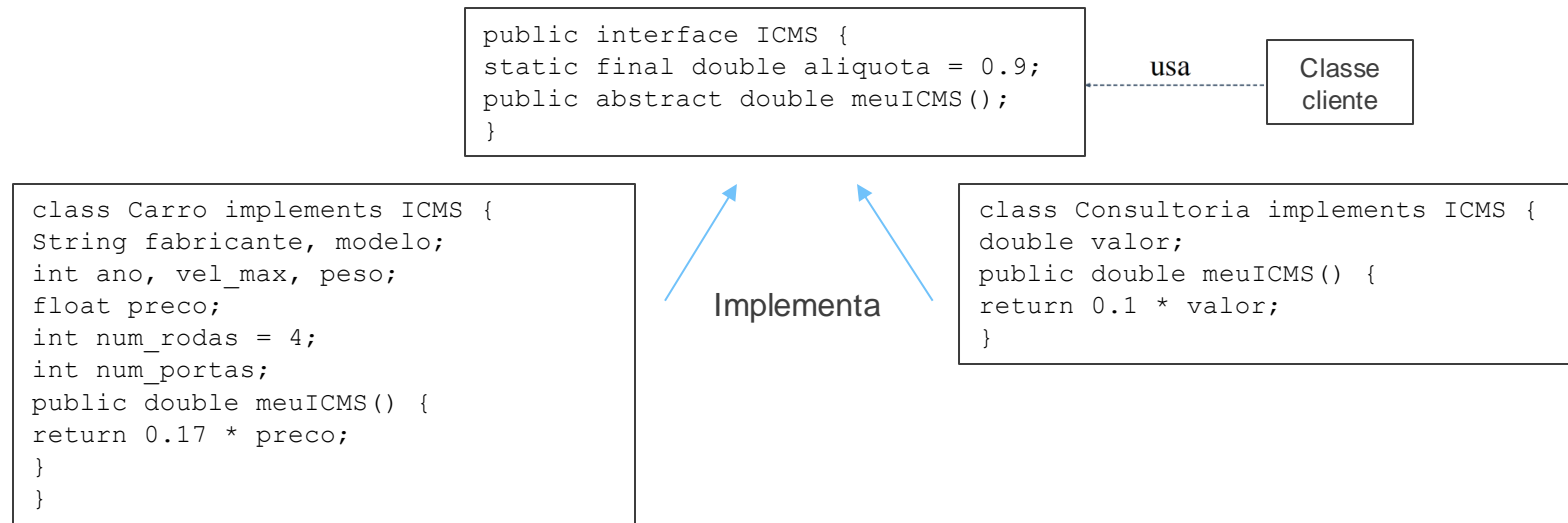 public interface ICMS {
static final double aliquota = 0.9;
public abstract double meuICMS();
}
usa
Classe
cliente
class Carro implements ICMS {
String fabricante, modelo;
int ano, vel_max, peso;
float preco;
int num_rodas = 4;
int num_portas;
public double meuICMS() {
return 0.17 * preco;
}
}
Implementa
class Consultoria implements ICMS {
double valor;
public double meuICMS() {
return 0.1 * valor;
}